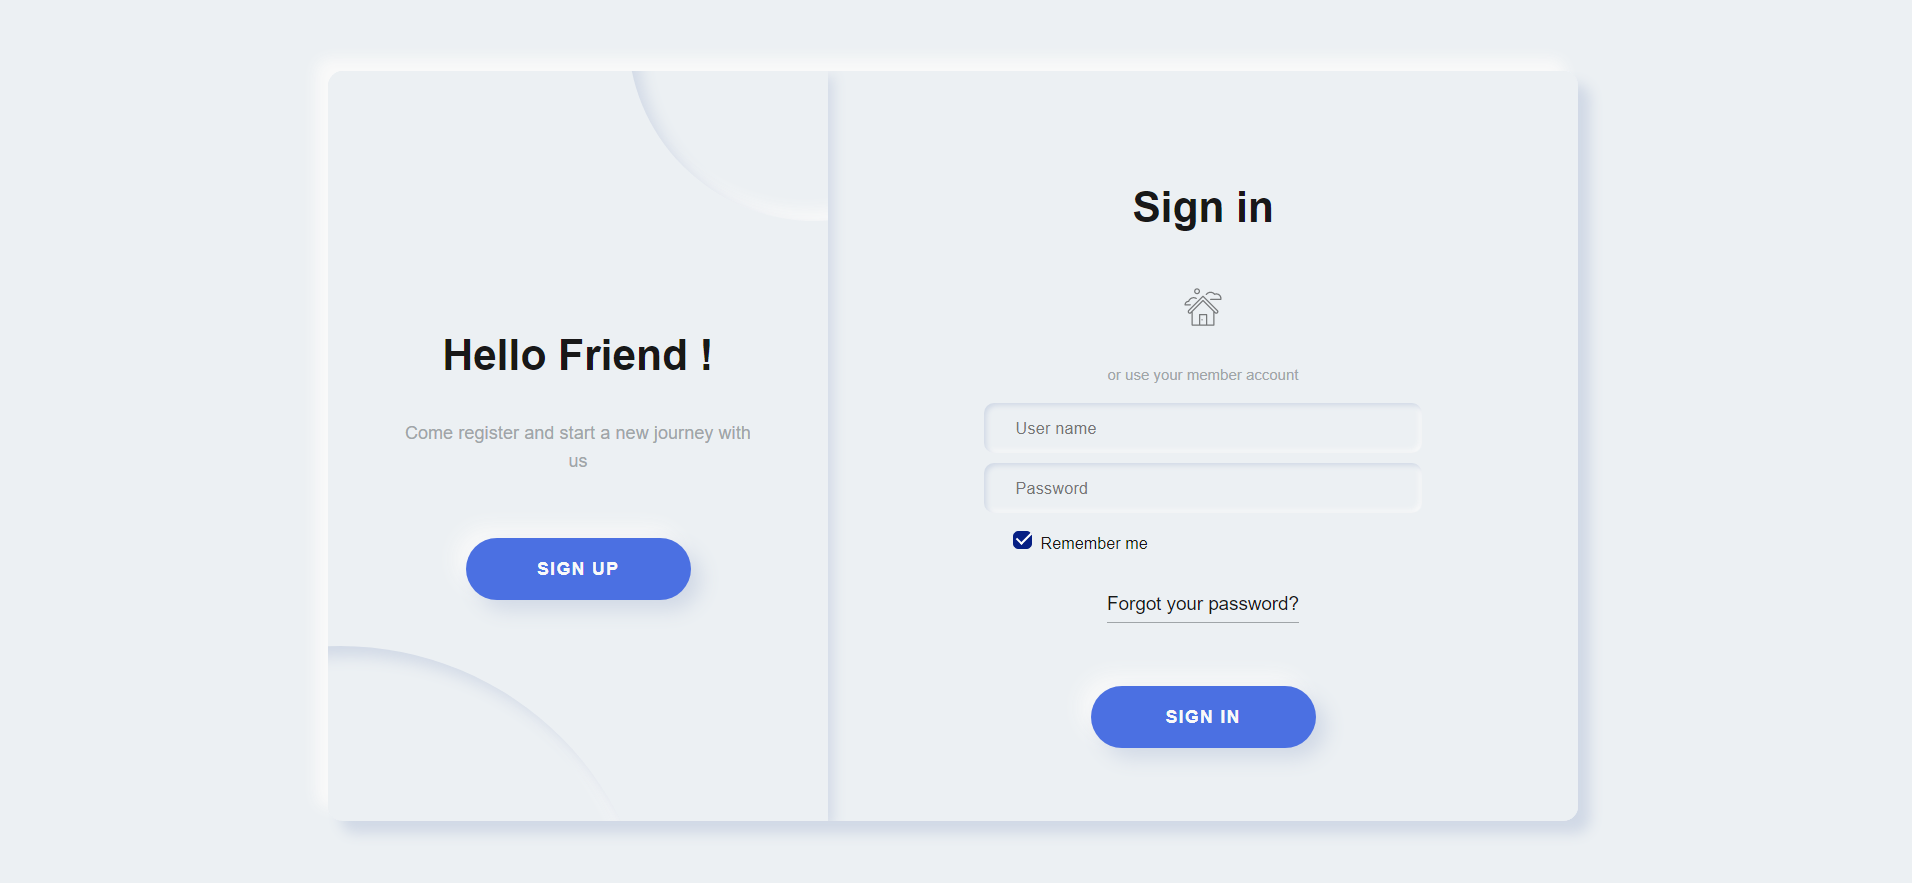 Hello Friend !
Come register and start a new journey with
us
SIGN UP
Sign in
or use your member account
User name
Password
Remember me
Forgot your password?
SIGN IN